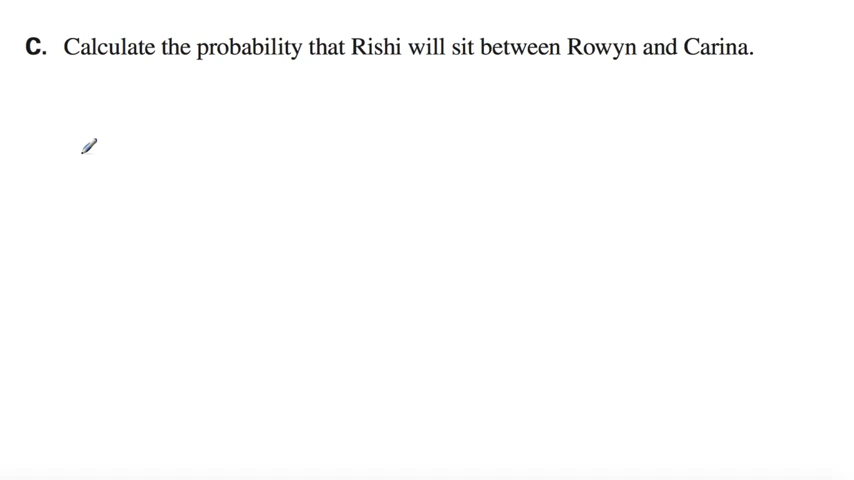 C. Calculate the probability that Rishi will sit between Rowyn and Carina.